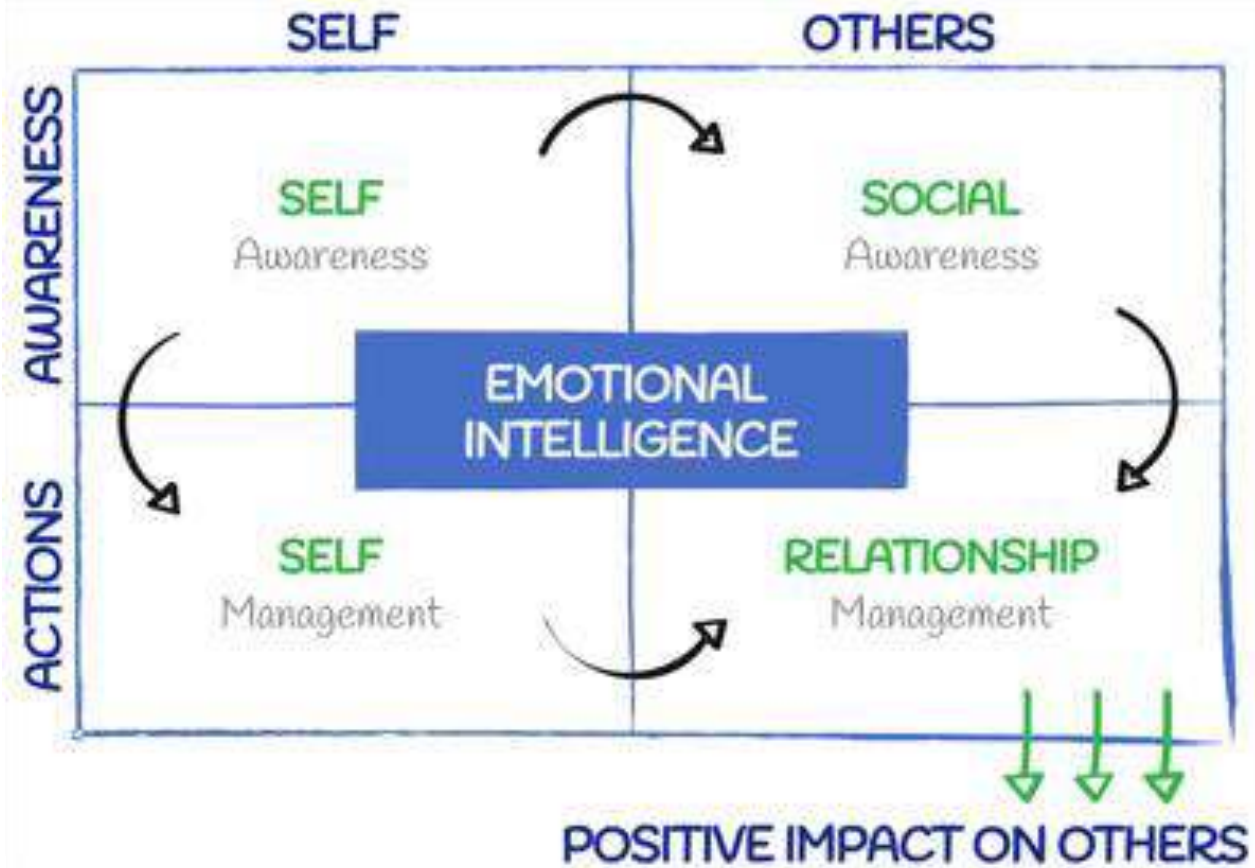 SELF
OTHERS
AWARENESS
SELF
Awareness
SOCIAL
Awareness
EMOTIONAL
INTELLIGENCE
ACTIONS
SELF
Management
RELATIONSHIP
Management
POSITIVE IMPACT ON OTHERS